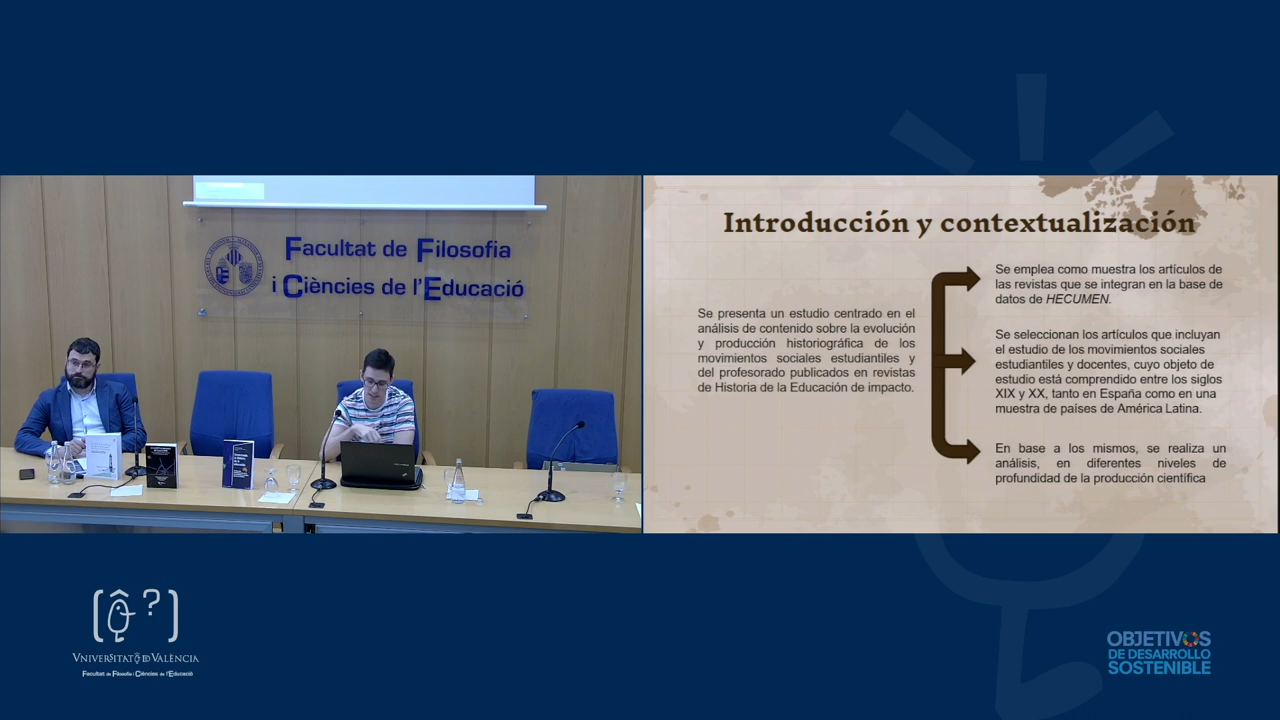 Facultat de Filosofia
i Ciències de l'Educació
Introducción y contextualización
Se presenta un estudio centrado en el
análisis de contenido sobre la evolución
y producción historiográfica de los
movimientos sociales estudiantiles y
del profesorado publicados en revistas
de Historia de la Educación de impacto.
Se emplea como muestra los artículos de
las revistas que se integran en la base de
datos de HECUMEN.
Se seleccionan los artículos que incluyan
el estudio de los movimientos sociales
estudiantiles y docentes, cuyo objeto de
estudio está comprendido entre los siglos
XIX y XX, tanto en España como en una
muestra de países de América Latina.
En base a los mismos, se realiza un
análisis, en diferentes niveles de
profundidad de la producción científica
VNIVERSITATQ DVALÈNCIA
Facultat de Filosofia i Ciències de l'Educació
OBJETIVOS
DE DESARROLLO
SOSTENIBLE